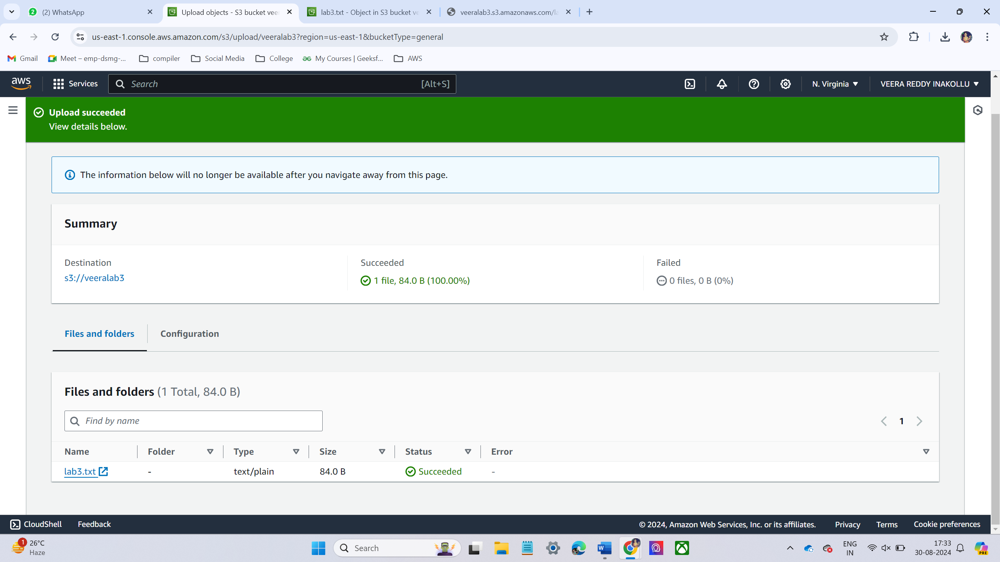 (2) WhatsApp
Upload objects - S3 bucket veer
lab3.txt - Object in S3 bucket ve
veeralab3.s3.amazonaws.com/la
us-east-1.console.aws.amazon.com/s3/upload/veeralab3?region=us-east-1&bucketType=general
Gmail
Meet – emp-dsmg-...
compiler
Social Media
College
My Courses | Geeksf...
AWS
aws
Services
Search
[Alt+S]
N. Virginia
VEERA REDDY INAKOLLU
Upload succeeded
View details below.
The information below will no longer be available after you navigate away from this page.
Summary
Destination
s3://veeralab3
Succeeded
1 file, 84.0 B (100.00%)
Failed
0 files, 0 B (0%)
Files and folders
Configuration
Files and folders (1 Total, 84.0 B)
Find by name
1
Name
Folder
Type
Size
Status
Error
lab3.txt
-
text/plain
84.0 B
Succeeded
-
CloudShell
Feedback
© 2024, Amazon Web Services, Inc. or its affiliates.
Privacy
Terms
Cookie preferences
1
26°C
Haze
Search
ENG
IN
17:33
30-08-2024
PRE